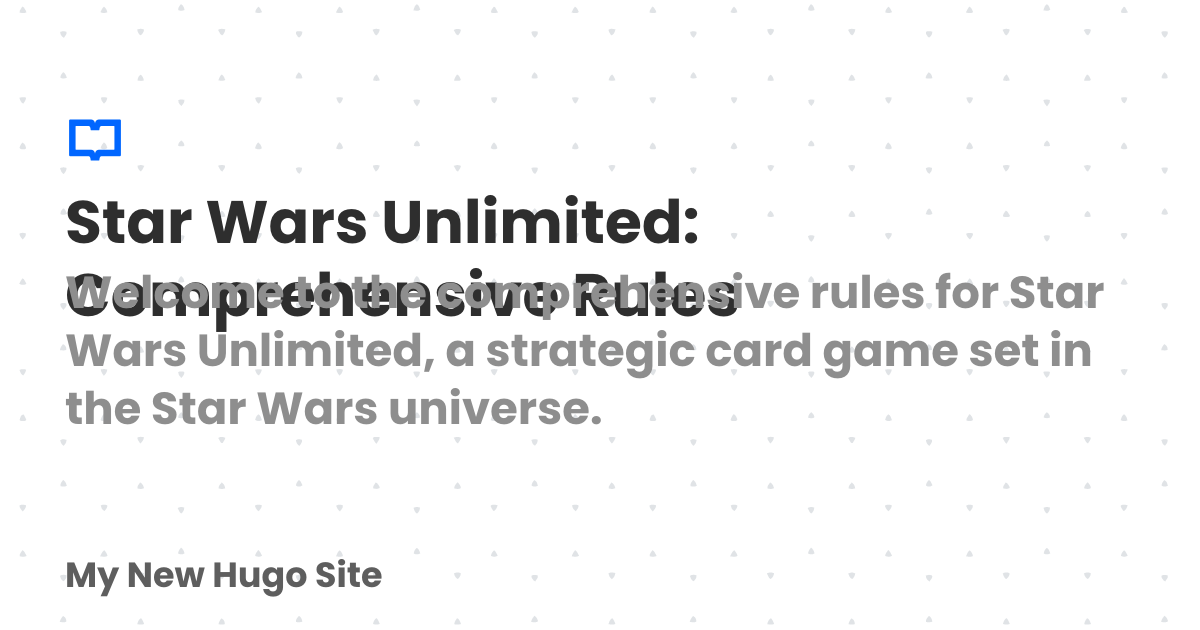 Star Wars Unlimited:
Comprehensive Rules
Welcome to the comprehensive rules for Star
Wars Unlimited, a strategic card game set in
the Star Wars universe.
My New Hugo Site